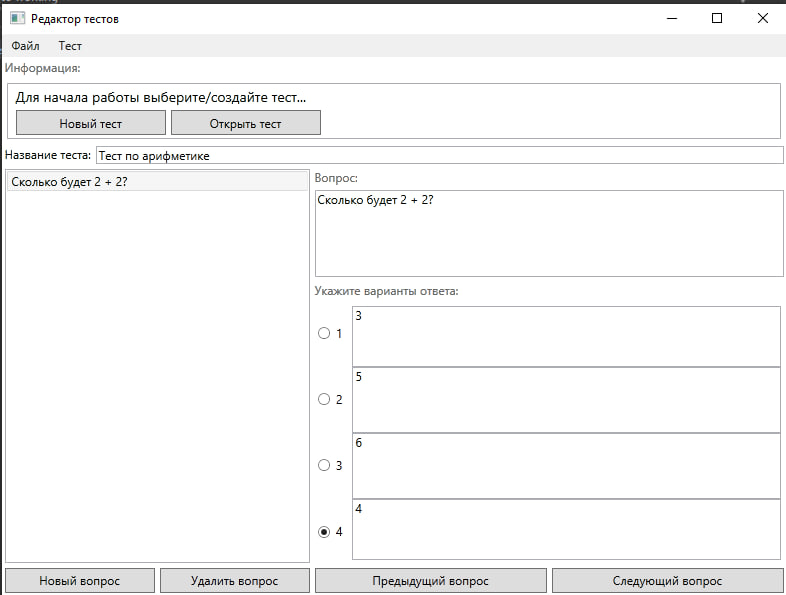 Редактор тестов
Файл Тест
Информация:
Для начала работы выберите/создайте тест...
Новый тест Открыть тест
Название теста: Тест по арифметике
Сколько будет 2 + 2?
Вопрос:
Сколько будет 2 + 2?
Укажите варианты ответа:
1 3
2 5
3 6
4 4
Новый вопрос Удалить вопрос Предыдущий вопрос Следующий вопрос